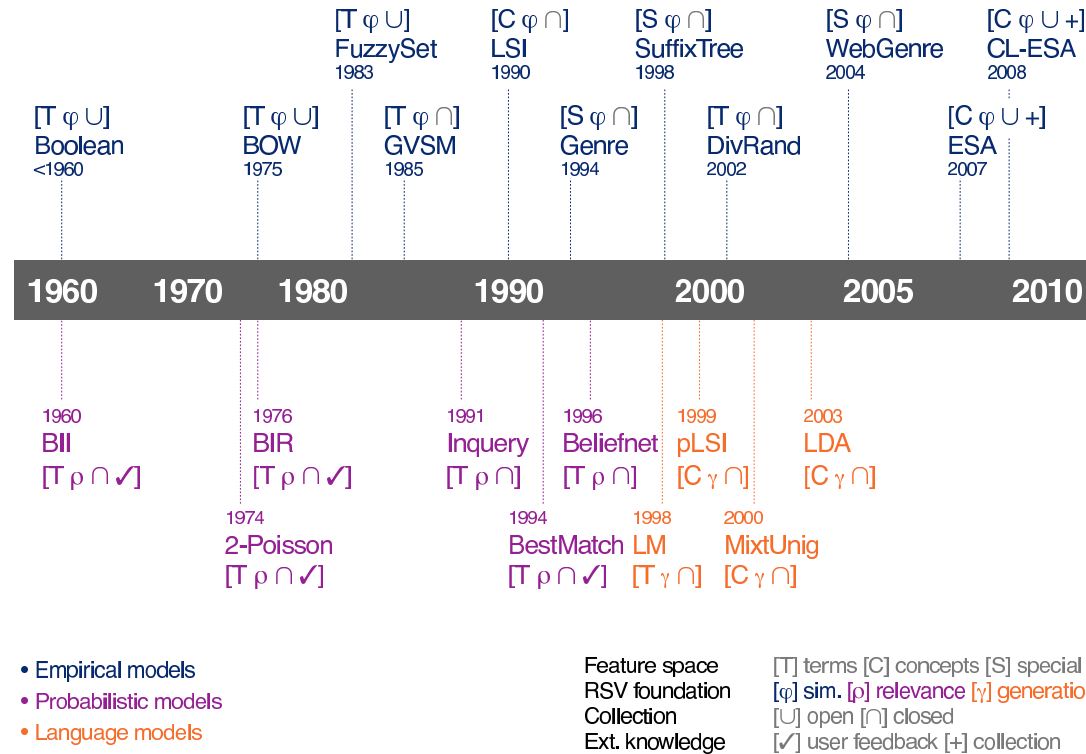 [T φ ∪]
FuzzySet
1983
[C φ ∩]
LSI
1990
[S φ ∩]
SuffixTree
1998
[S φ ∩]
WebGenre
2004
[C φ ∪ +]
CL-ESA
2008
[T φ ∪]
Boolean
<1960
[T φ ∪]
BOW
1975
[T φ ∩]
GVSM
1985
[S φ ∩]
Genre
1994
[T φ ∩]
DivRand
2002
[C φ ∪ +]
ESA
2007
1960 1970 1980 1990 2000 2005 2010
1960
BII
[T ρ ∩ ✓]
1976
BIR
[T ρ ∩ ✓]
1991
Inquery
[T ρ ∩]
1996
Beliefnet
[T ρ ∩]
1999
pLSI
[C γ ∩]
2003
LDA
[C γ ∩]
1974
2-Poisson
[T ρ ∩ ✓]
1994
BestMatch
[T ρ ∩ ✓]
1998
LM
[T γ ∩]
2000
MixtUnig
[C γ ∩]
• Empirical models
• Probabilistic models
• Language models
Feature space [T] terms [C] concepts [S] special
RSV foundation [φ] sim. [ρ] relevance [γ] generatio
Collection [∪] open [∩] closed
Ext. knowledge [✓] user feedback [+] collection